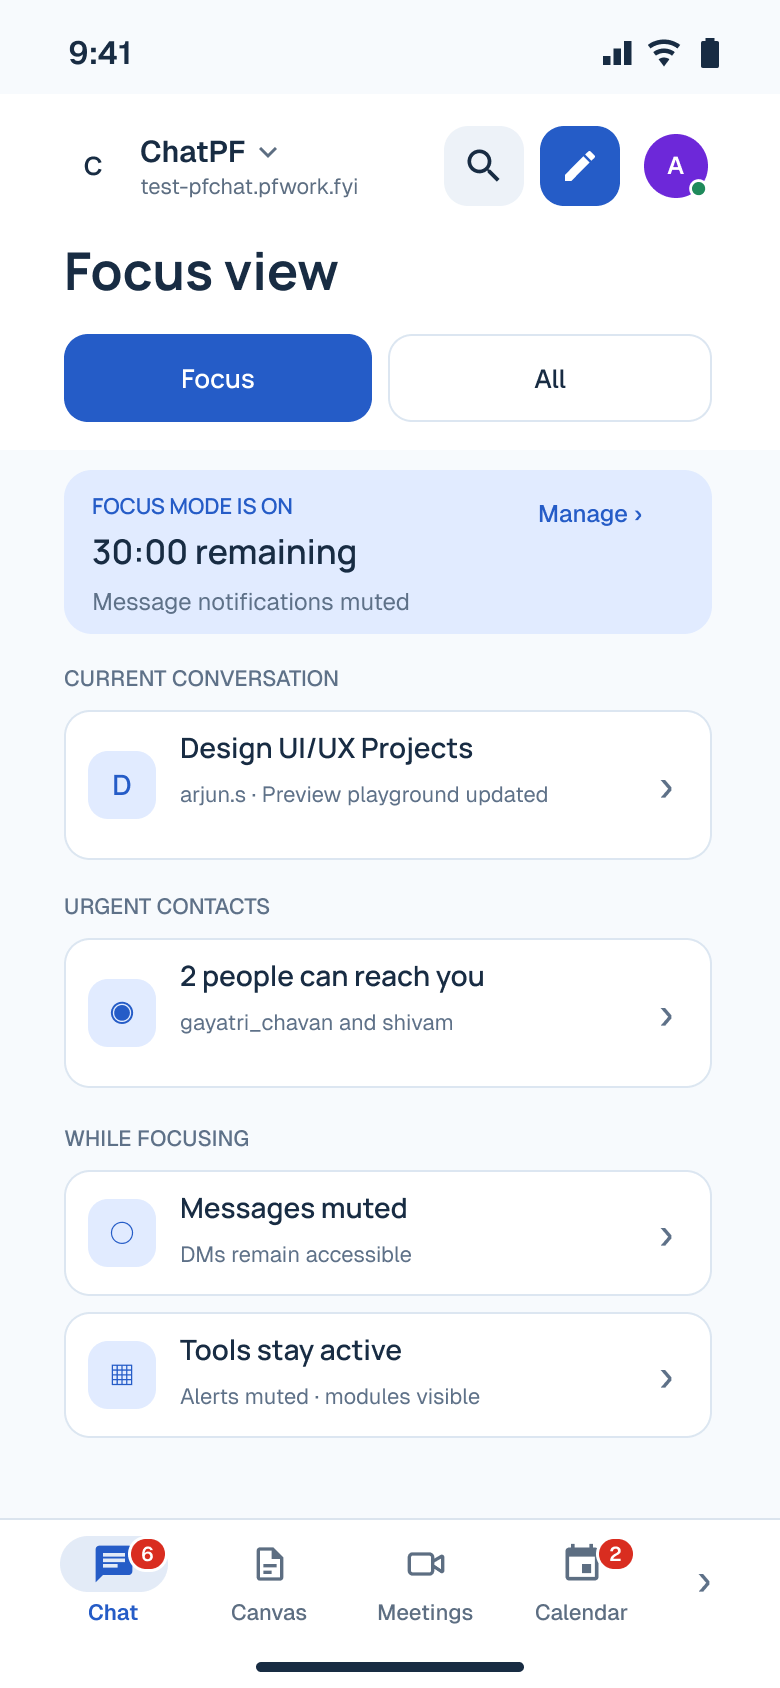 9:41
C
ChatPF
test-pfchat.pfwork.fyi
A
Focus view
Focus
All
FOCUS MODE IS ON
Manage ›
30:00 remaining
Message notifications muted
CURRENT CONVERSATION
D
Design UI/UX Projects
arjun.s · Preview playground updated
URGENT CONTACTS
2 people can reach you
gayatri_chavan and shivam
WHILE FOCUSING
Messages muted
DMs remain accessible
Tools stay active
Alerts muted · modules visible
6
2
Chat
Canvas
Meetings
Calendar